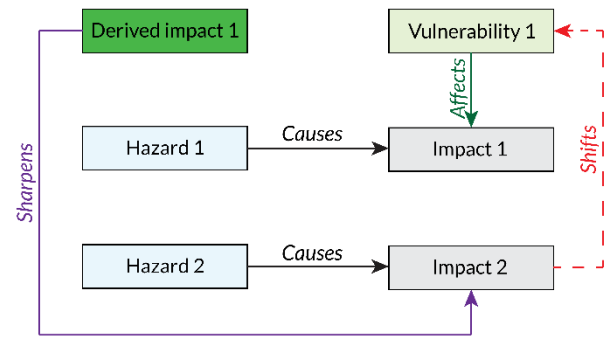 Derived impact 1
Vulnerability 1
Affects
Hazard 1
Causes
Impact 1
Sharpens
Shifts
Hazard 2
Causes
Impact 2